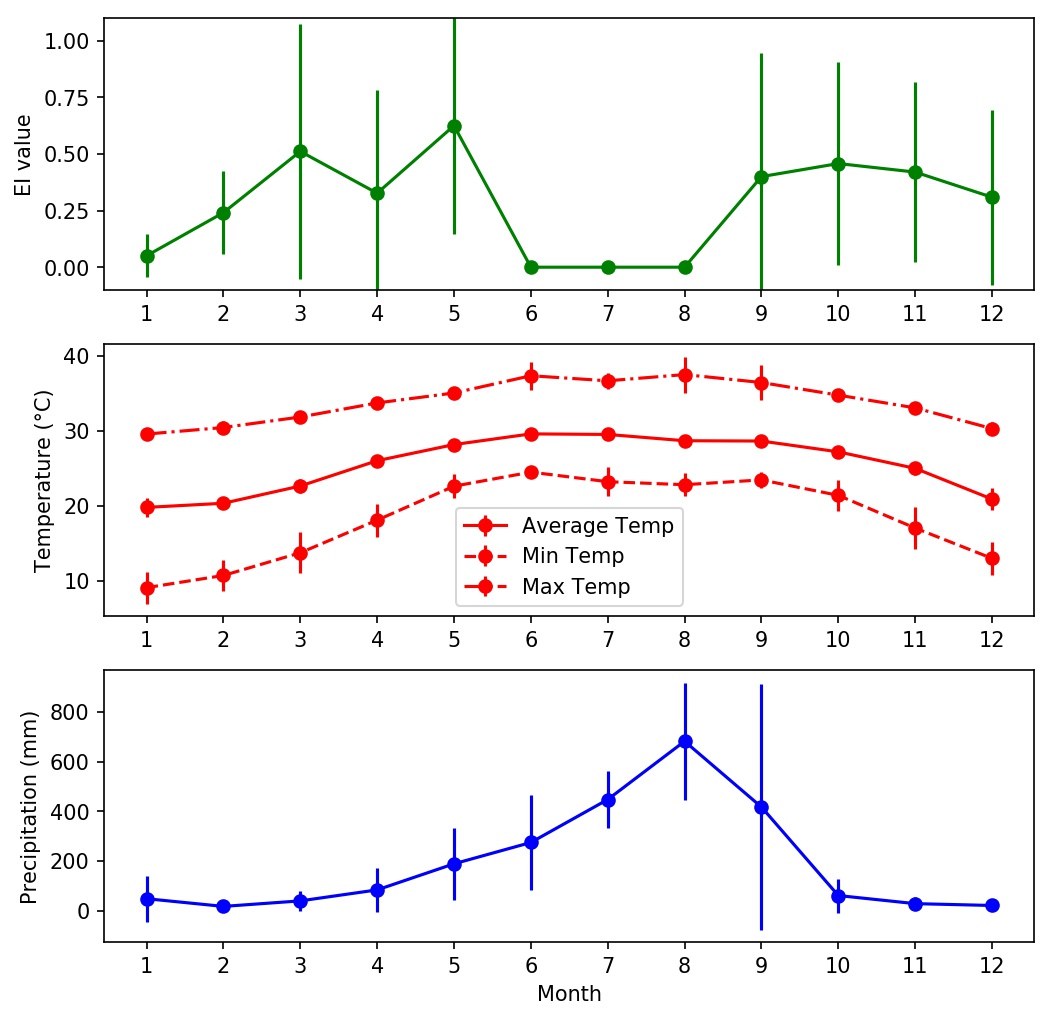 1.00
0.75
0.50
0.25
0.00
EI value
1 2 3 4 5 6 7 8 9 10 11 12
40
30
20
10
Temperature (°C)
Average Temp
Min Temp
Max Temp
1 2 3 4 5 6 7 8 9 10 11 12
800
600
400
200
0
Precipitation (mm)
1 2 3 4 5 6 7 8 9 10 11 12
Month